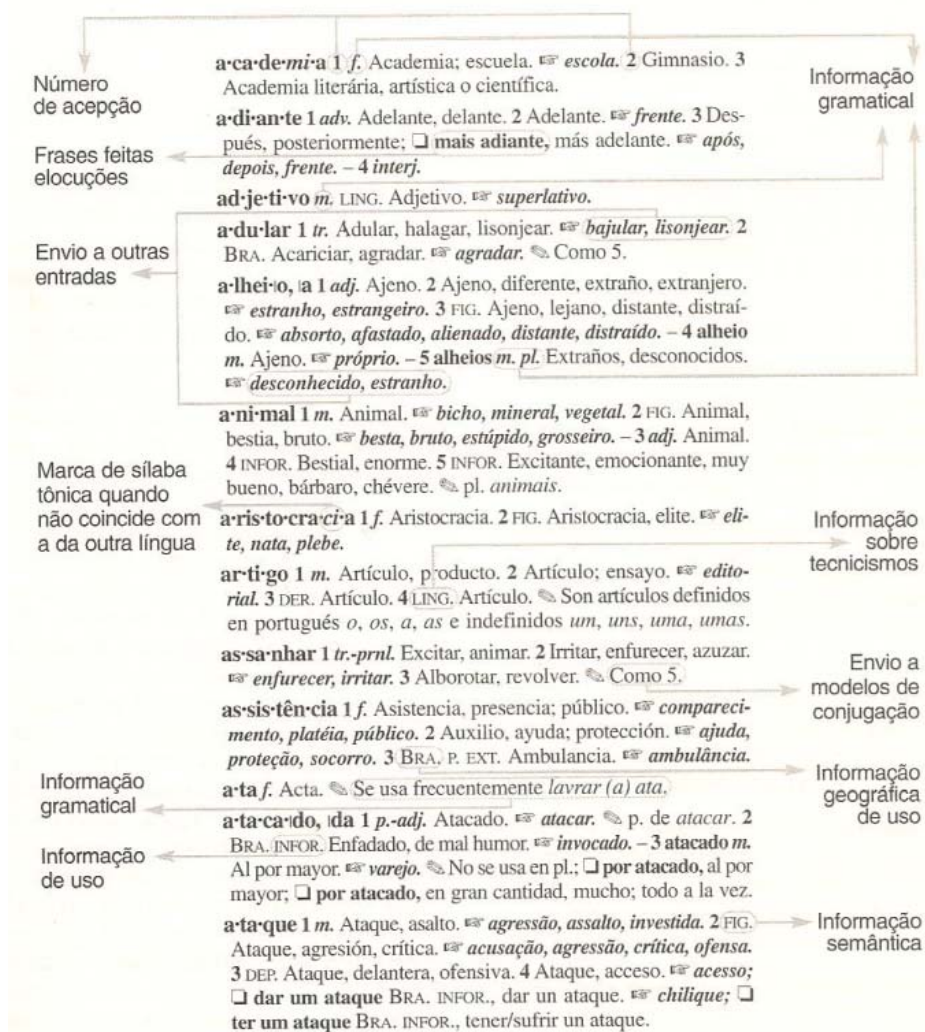 Número
de acepção
Frases feitas
elocuções
Envio a outras
entradas
Marca de sílaba
tônica quando
não coincide com
a da outra língua
Informação
gramatical
Informação
de uso
a·ca·de·mi·a 1 f. Academia; escuela. ☞ escola. 2 Gimnasio. 3
Academia literária, artística o científica.
a·di·an·te 1 adv. Adelante, delante. 2 Adelante. ☞ frente. 3 Des-
pués, posteriormente; ❏ mais adiante, más adelante. ☞ após,
depois, frente. – 4 interj.
ad·je·ti·vo m. LING. Adjetivo. ☞ superlativo.
a·du·lar 1 tr. Adular, halagar, lisonjear. ☞ bajular, lisonjear. 2
BRA. Acariciar, agradar. ☞ agradar. ✎ Como 5.
a·lhei·|o, |a 1 adj. Ajeno. 2 Ajeno, diferente, extraño, extranjero.
☞ estranho, estrangeiro. 3 FIG. Ajeno, lejano, distante, distraí-
do. ☞ absorto, afastado, alienado, distante, distraído. – 4 alheio
m. Ajeno. ☞ próprio. – 5 alheios m. pl. Extraños, desconocidos.
☞ desconhecido, estranho.
a·ni·mal 1 m. Animal. ☞ bicho, mineral, vegetal. 2 FIG. Animal,
bestia, bruto. ☞ besta, bruto, estúpido, grosseiro. – 3 adj. Animal.
4 INFOR. Bestial, enorme. 5 INFOR. Excitante, emocionante, muy
bueno, bárbaro, chévere. ✎ pl. animais.
a·ris·to·cra·ci·a 1 f. Aristocracia. 2 FIG. Aristocracia, elite. ☞ eli-
te, nata, plebe.
ar·ti·go 1 m. Artículo, producto. 2 Artículo; ensayo. ☞ edito-
rial. 3 DER. Artículo. 4 LING. Artículo. ✎ Son artículos definidos
en portugués o, os, a, as e indefinidos um, uns, uma, umas.
as·sa·nhar 1 tr.-prnl. Excitar, animar. 2 Irritar, enfurecer, azuzar.
☞ enfurecer, irritar. 3 Alborotar, revolver. ✎ Como 5.
as·sis·tên·cia 1 f. Asistencia, presencia; público. ☞ compareci-
mento, platéia, público. 2 Auxilio, ayuda; protección. ☞ ajuda,
proteção, socorro. 3 BRA. P. EXT. Ambulancia. ☞ ambulância.
a·ta f. Acta. ✎ Se usa frecuentemente lavrar (a) ata.
a·ta·ca·|do, |da 1 p.-adj. Atacado. ☞ atacar. ✎ p. de atacar. 2
BRA. INFOR. Enfadado, de mal humor. ☞ invocado. – 3 atacado m.
Al por mayor. ☞ varejo. ✎ No se usa en pl.; ❏ por atacado, al por
mayor; ❏ por atacado, en gran cantidad, mucho; todo a la vez.
a·ta·que 1 m. Ataque, asalto. ☞ agressão, assalto, investida. 2 FIG.
Ataque, agresión, crítica. ☞ acusação, agressão, crítica, ofensa.
3 DEP. Ataque, delantera, ofensiva. 4 Ataque, acceso. ☞ acesso;
❏ dar um ataque BRA. INFOR., dar un ataque. ☞ chilique; ❏
ter um ataque BRA. INFOR., tener/sufrir un ataque.
Informação
gramatical
Informação
sobre
tecnicismos
Envio a
modelos de
conjugação
Informação
geográfica
de uso
Informação
semântica